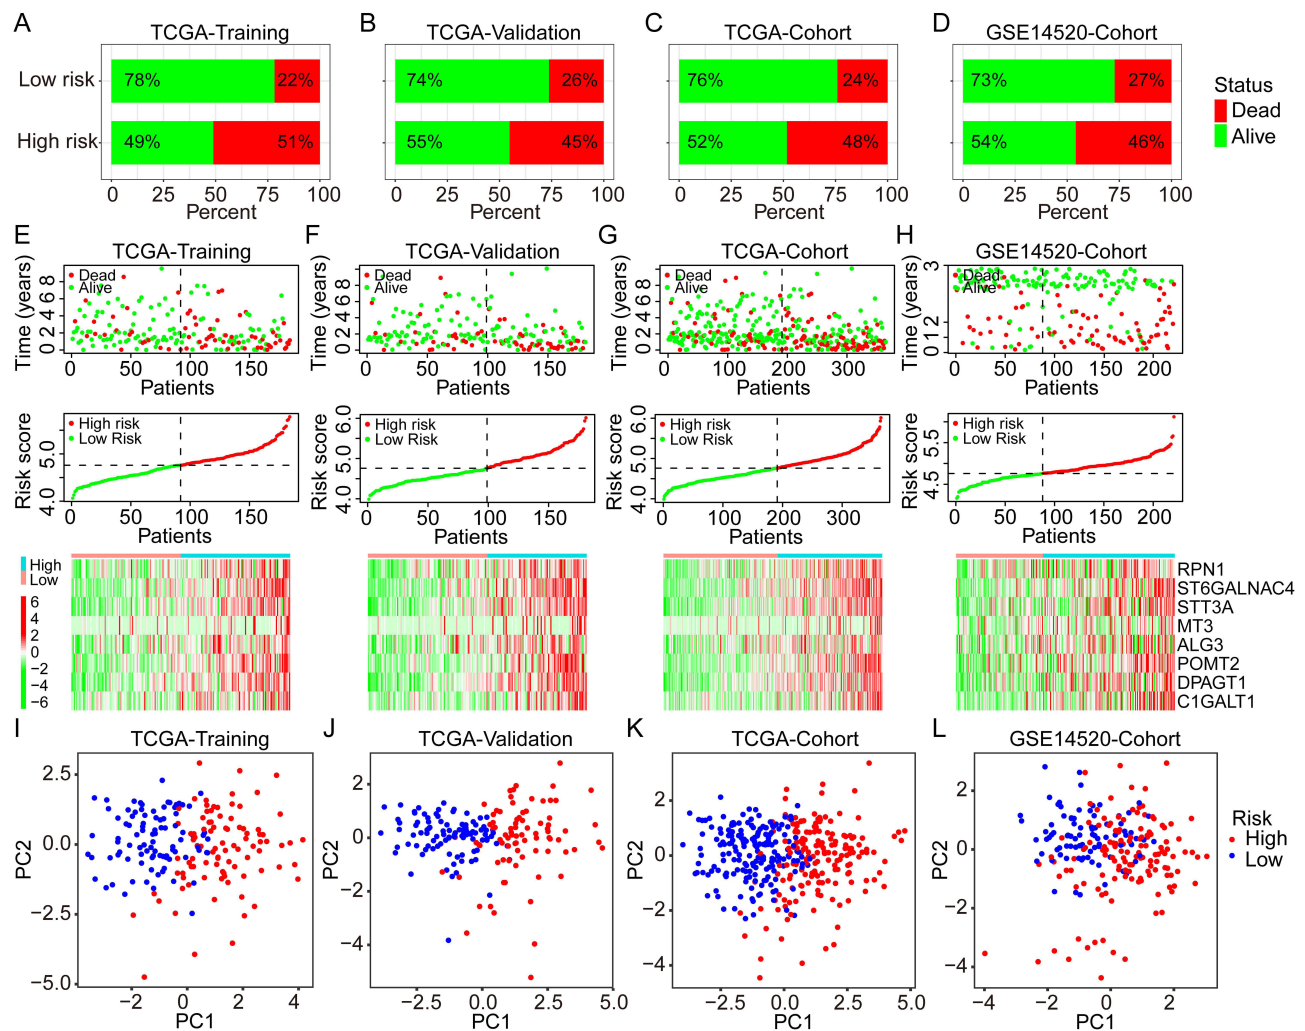 A TCGA-Training B TCGA-Validation C TCGA-Cohort D GSE14520-Cohort
Low risk 78% 22% 74% 26% 76% 24% 73% 27%
High risk 49% 51% 55% 45% 52% 48% 54% 46%
Status
Dead
Alive
0 25 50 75 100 0 25 50 75 100 0 25 50 75 100 0 25 50 75 100
Percent Percent Percent Percent
E TCGA-Training F TCGA-Validation G TCGA-Cohort H GSE14520-Cohort
Time (years) 0 2 4 6 8 Dead Alive
Time (years) 0 2 4 6 8 Dead Alive
Time (years) 0 2 4 6 8 Dead Alive
Time (years) 0 1 2 3 Dead Alive
0 50 100 150 0 50 100 150 0 100 200 300 0 50 100 150 200
Patients Patients Patients Patients
Risk score 4.0 5.0 High risk Low Risk
Risk score 4.0 5.0 6.0 High risk Low Risk
Risk score 4.0 5.0 6.0 High risk Low Risk
Risk score 4.5 5.5 High risk Low Risk
0 50 100 150 0 50 100 150 0 100 200 300 0 50 100 150 200
Patients Patients Patients Patients
High
Low
6
4
2
0
−2
−4
−6
RPN1
ST6GALNAC4
STT3A
MT3
ALG3
POMT2
DPAGT1
C1GALT1
I TCGA-Training J TCGA-Validation K TCGA-Cohort L GSE14520-Cohort
PC2 2.5 0.0 −2.5 −5.0
PC2 2 0 −2 −4
PC2 2 0 −2 −4
PC2 2 0 −2 −4
Risk
High
Low
−2 0 2 4 −2.5 0.0 2.5 5.0 −2.5 0.0 2.5 5.0 −4 −2 0 2
PC1 PC1 PC1 PC1